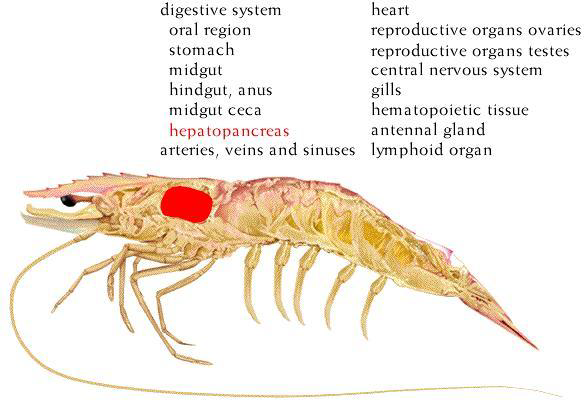 digestive system
oral region
stomach
midgut
hindgut, anus
midgut ceca
hepatopancreas
arteries, veins and sinuses
heart
reproductive organs ovaries
reproductive organs testes
central nervous system
gills
hematopoietic tissue
antennal gland
lymphoid organ